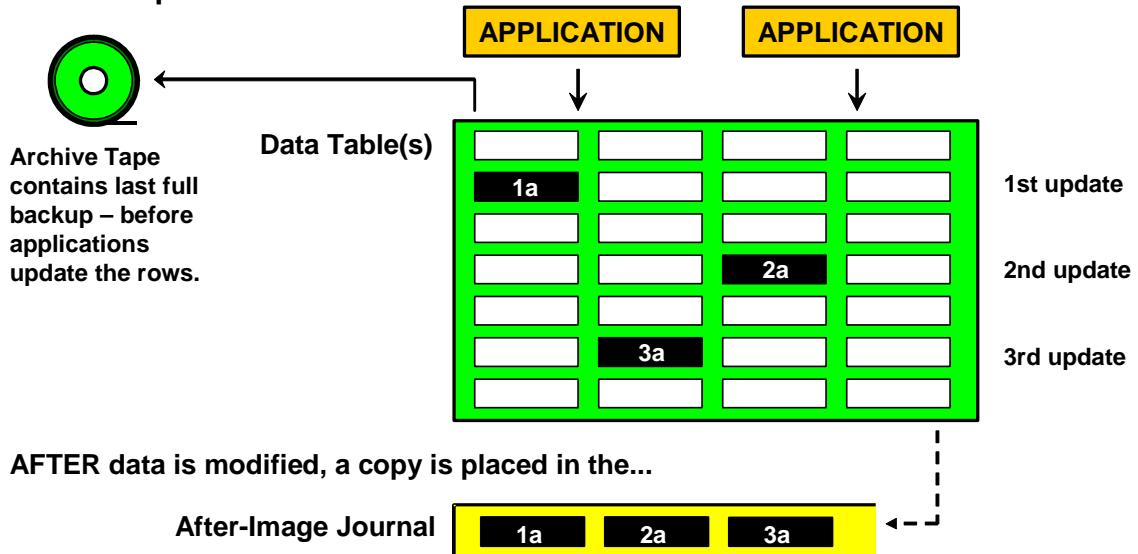 APPLICATION APPLICATION
Data Table(s)
Archive Tape
contains last full
backup – before
applications
update the rows.
1a
1st update
2a
2nd update
3a
3rd update
AFTER data is modified, a copy is placed in the...
After-Image Journal
1a 2a 3a